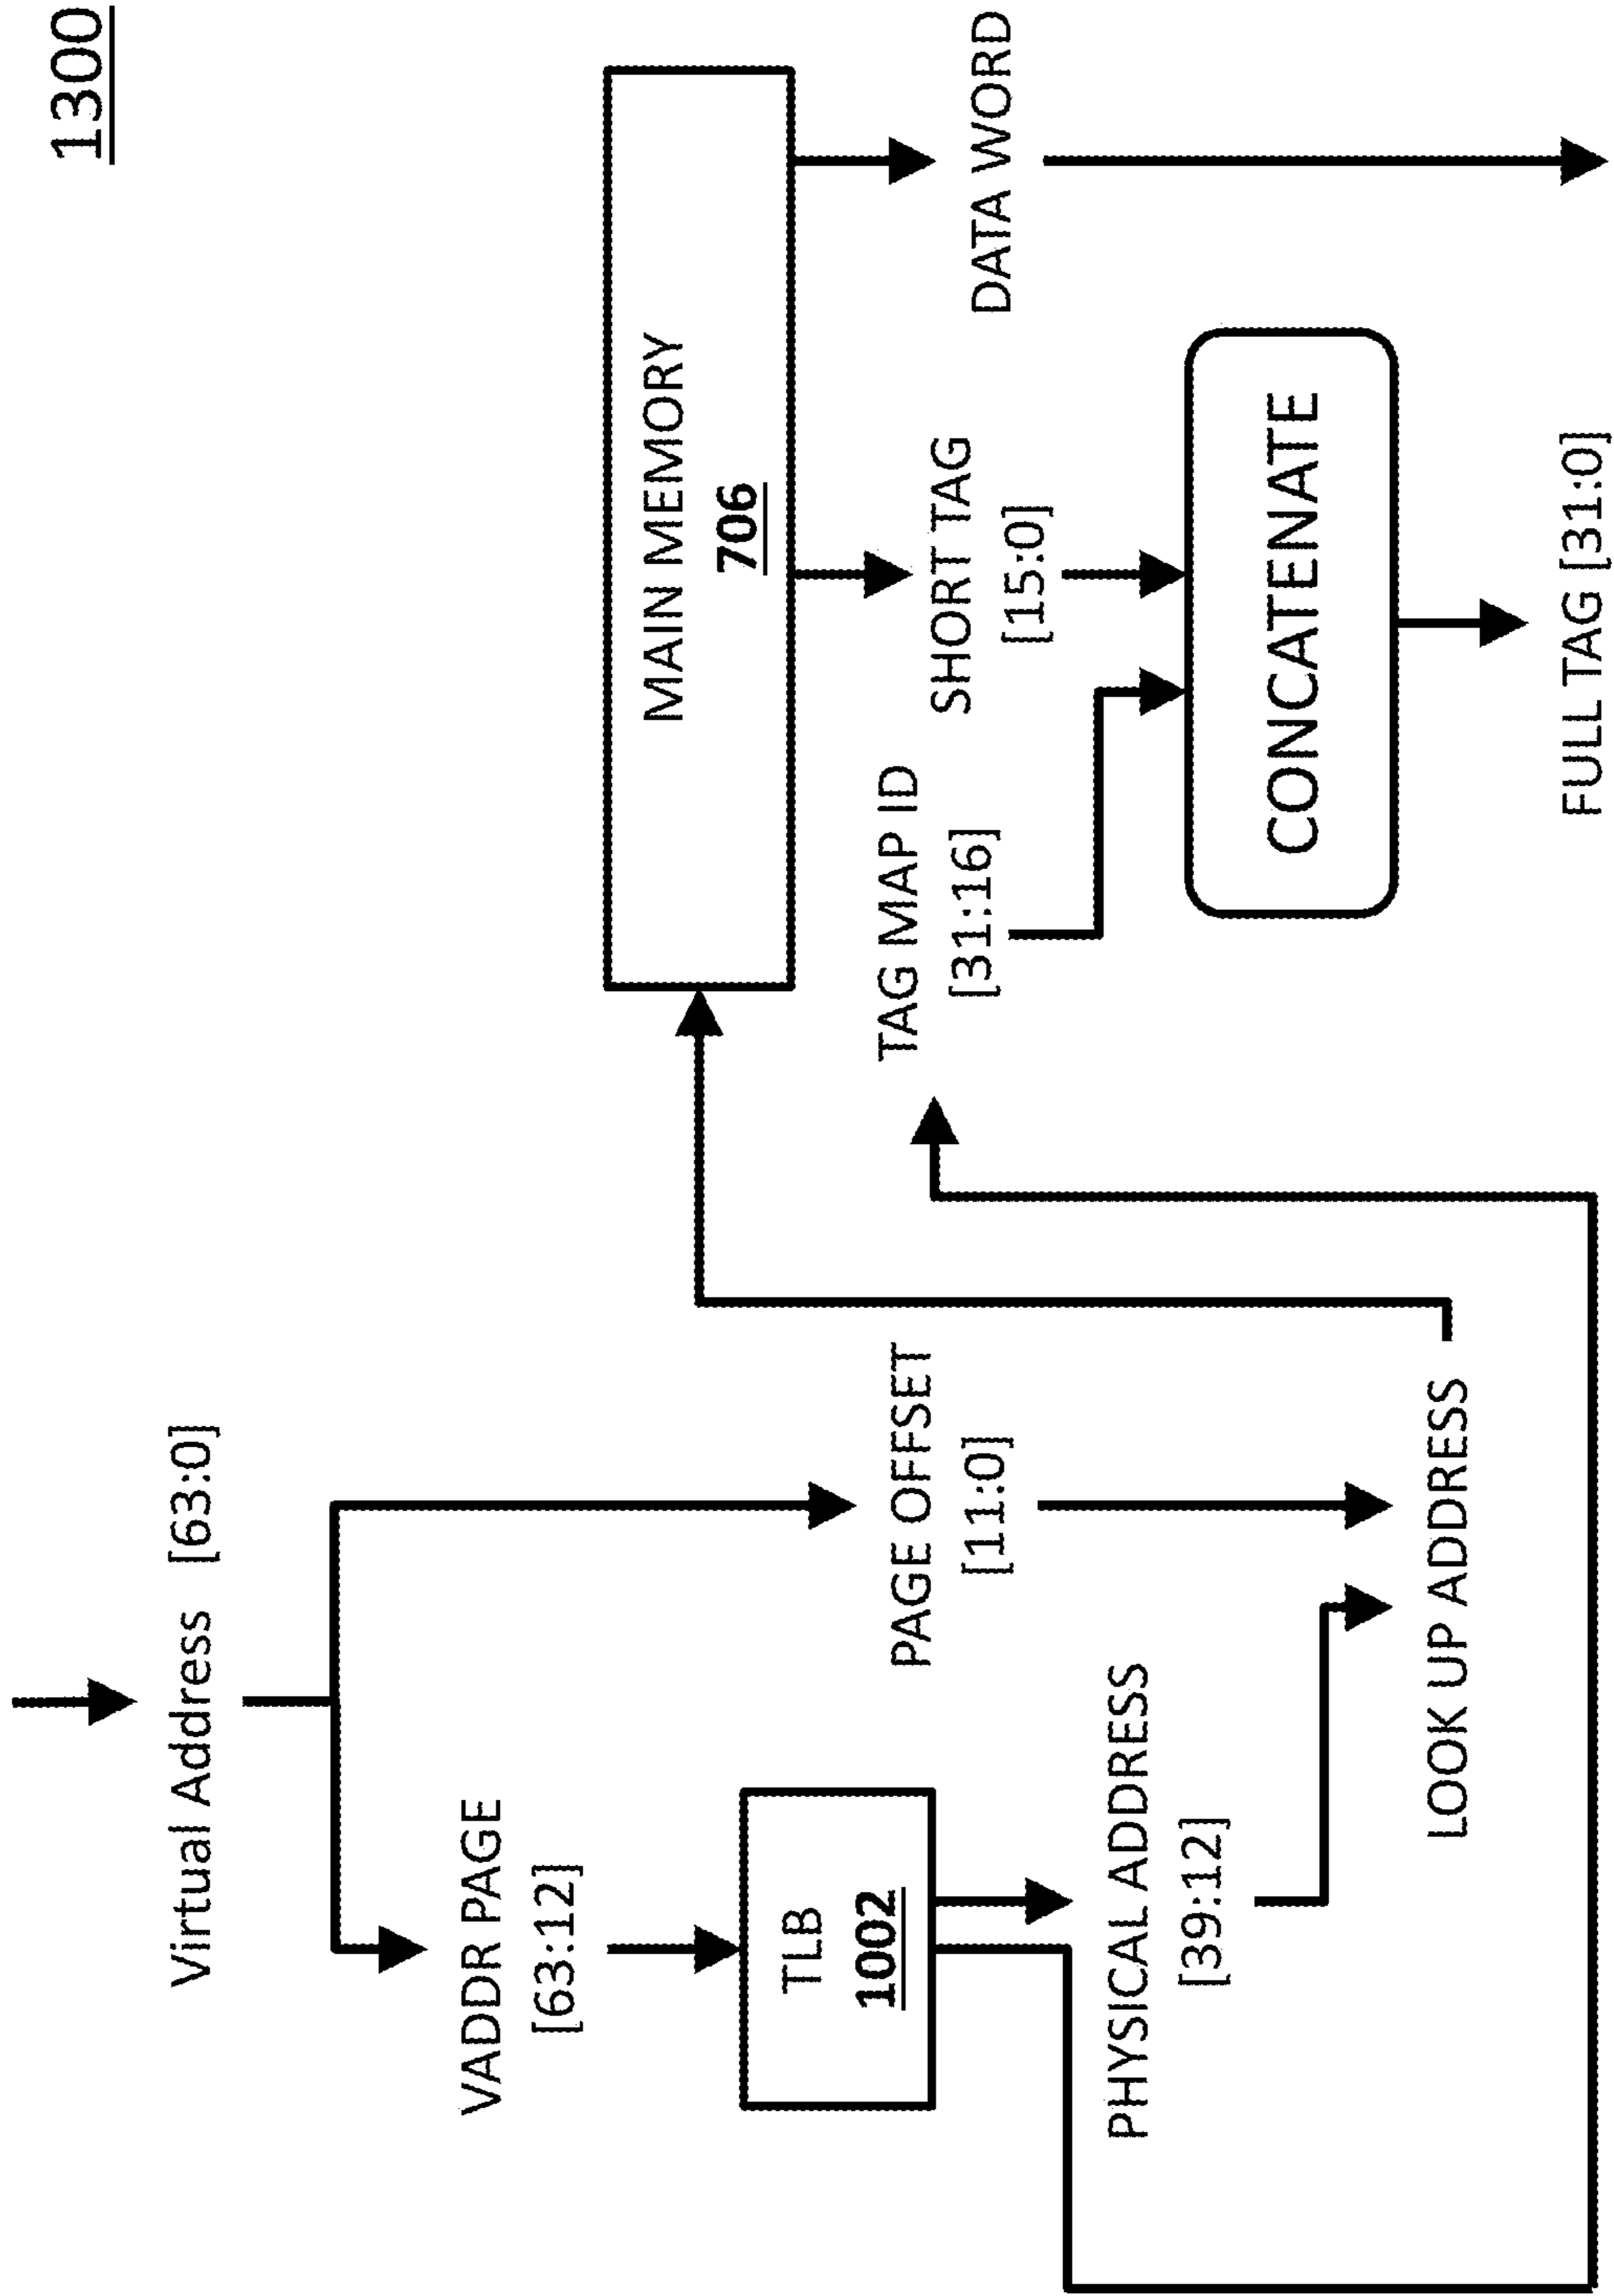 1300
Virtual Address [63:0]
VADDR PAGE
[63:12]
TLB
1002
PHYSICAL ADDRESS
[39:12]
PAGE OFFSET
[11:0]
LOOK UP ADDRESS
MAIN MEMORY
706
TAG MAP ID
[31:16]
SHORT TAG
[15:0]
DATA WORD
CONCATENATE
FULL TAG [31:0]